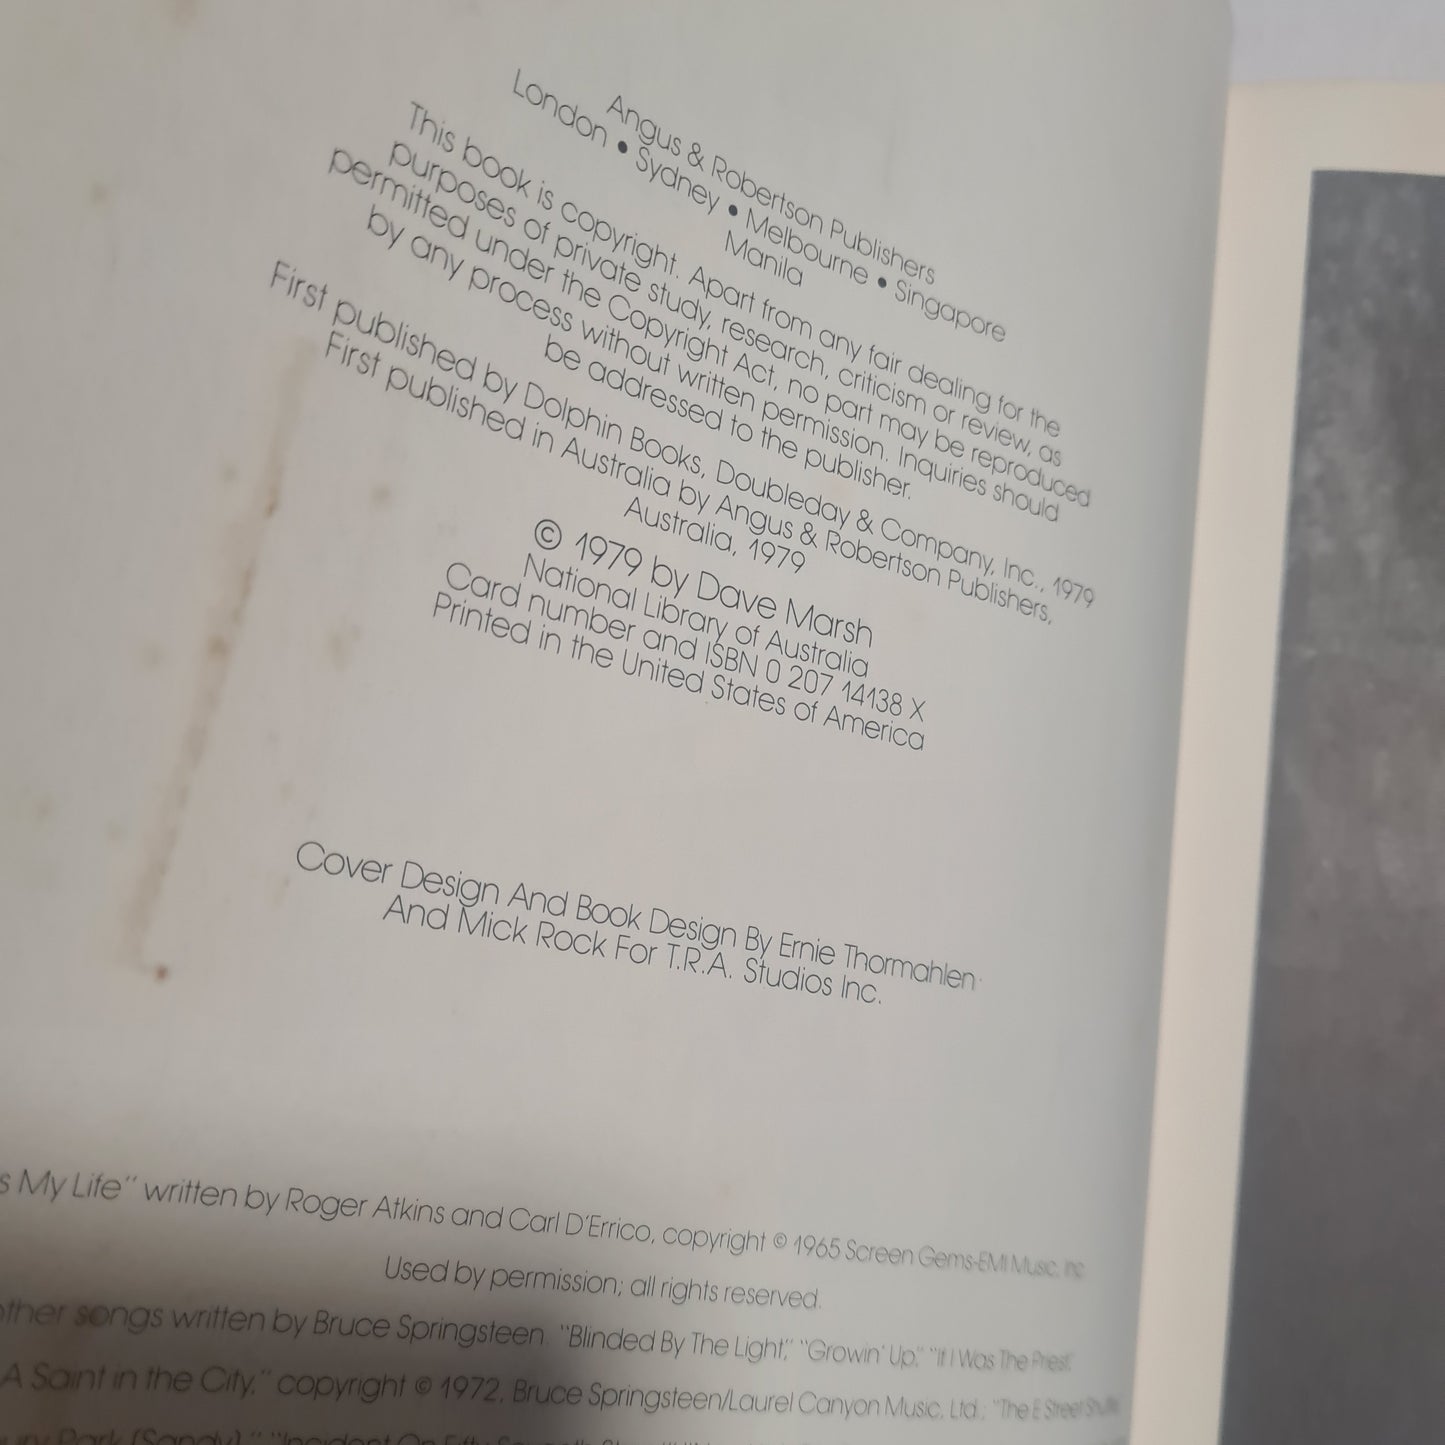 Angus & Robertson Publishers
London • Sydney • Melbourne • Singapore
Manila
This book is copyright. Apart from any fair dealing for the
purposes of private study, research, criticism or review, as
permitted under the Copyright Act, no part may be reproduced
by any process without written permission. Inquiries should
be addressed to the publisher.
First published by Dolphin Books, Doubleday & Company, Inc., 1979
First published in Australia by Angus & Robertson Publishers,
Australia, 1979
© 1979 by Dave Marsh
National Library of Australia
Card number and ISBN 0 207 14138 X
Printed in the United States of America
Cover Design And Book Design By Ernie Thormahlen
And Mick Rock For T.R.A. Studios Inc.
s My Life" written by Roger Atkins and Carl D'Errico, copyright © 1965 Screen Gems-EMI Music, Inc
Used by permission; all rights reserved.
other songs written by Bruce Springsteen. "Blinded By The Light," "Growin' Up," "If I Was The Priest,"
A Saint in the City," copyright © 1972, Bruce Springsteen/Laurel Canyon Music, Ltd.; "The E Street Shuffle
Park (Sandy)," "Incident On